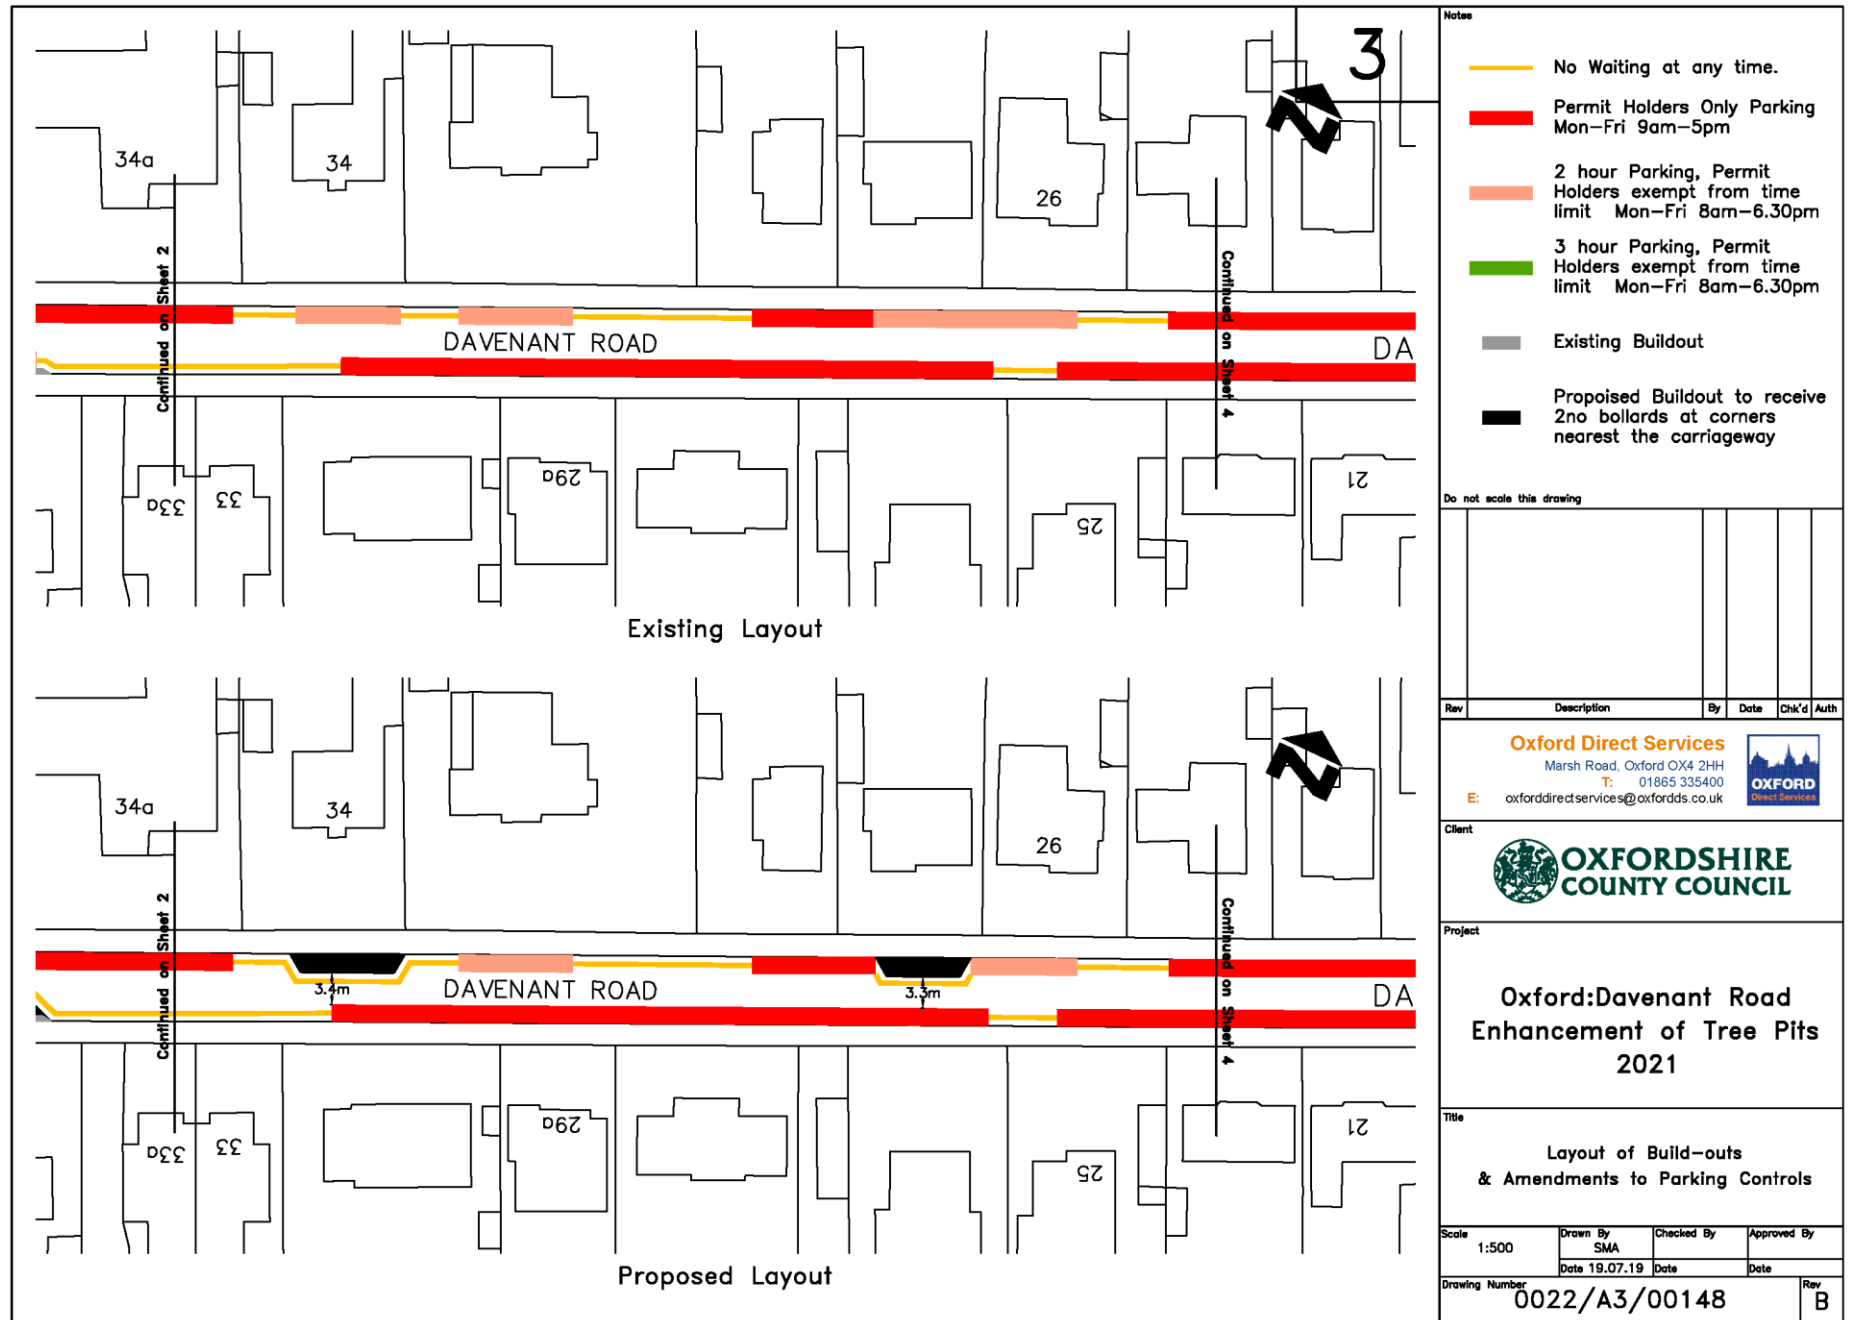 3
34a
34
26
Continued on Sheet 2
Continued on Sheet 4
DAVENANT ROAD
DA
33a
33
29a
25
21
Existing Layout
34a
34
26
Continued on Sheet 2
Continued on Sheet 4
3.4m
DAVENANT ROAD
3.3m
DA
33a
33
29a
25
21
Proposed Layout
Notes
No Waiting at any time.
Permit Holders Only Parking
Mon-Fri 9am-5pm
2 hour Parking, Permit
Holders exempt from time
limit Mon-Fri 8am-6.30pm
3 hour Parking, Permit
Holders exempt from time
limit Mon-Fri 8am-6.30pm
Existing Buildout
Propoised Buildout to receive
2no bollards at corners
nearest the carriageway
Do not scale this drawing
Rev Description By Date Chk'd Auth
Oxford Direct Services
Marsh Road, Oxford OX4 2HH
T: 01865 335400
E: oxforddirectservices@oxfordds.co.uk
OXFORD
Direct Services
Client
OXFORDSHIRE
COUNTY COUNCIL
Project
Oxford:Davenant Road
Enhancement of Tree Pits
2021
Title
Layout of Build-outs
& Amendments to Parking Controls
Scale 1:500
Drawn By SMA
Checked By
Approved By
Date 19.07.19
Date
Date
Drawing Number 0022/A3/00148
Rev B